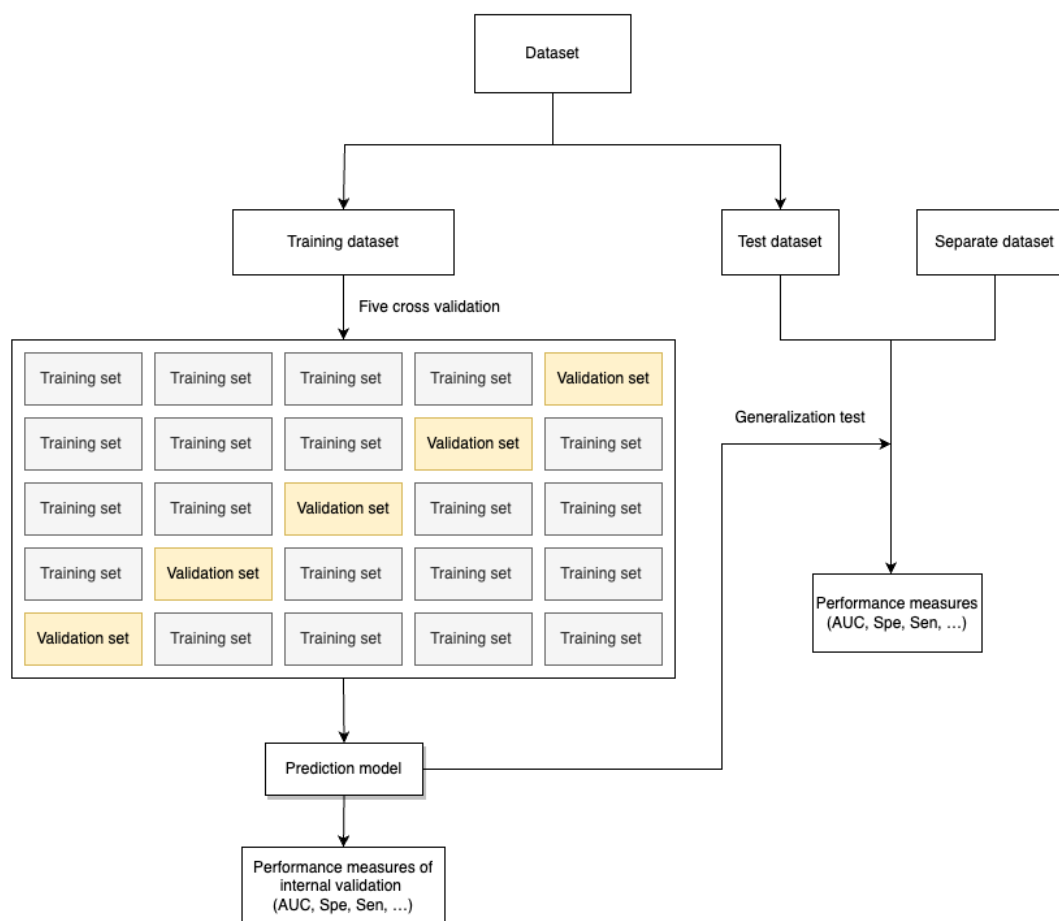 Dataset
Training dataset
Test dataset
Separate dataset
Five cross validation
Training set
Training set
Training set
Training set
Validation set
Training set
Training set
Training set
Validation set
Training set
Training set
Training set
Validation set
Training set
Training set
Training set
Validation set
Training set
Training set
Training set
Validation set
Training set
Training set
Training set
Training set
Generalization test
Performance measures
(AUC, Spe, Sen, …)
Prediction model
Performance measures of
internal validation
(AUC, Spe, Sen, …)